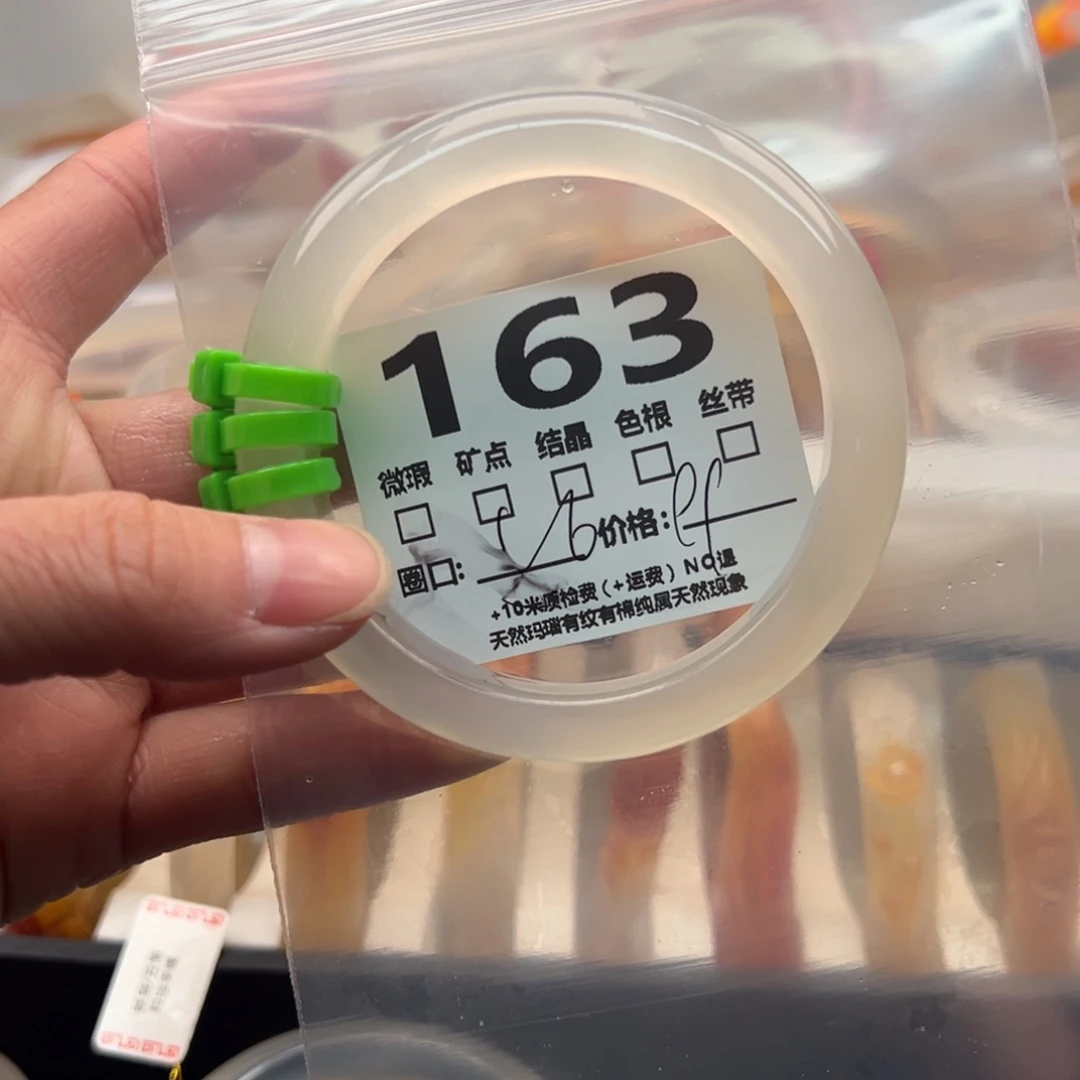 163
微瑕 矿点 结晶 色根 丝带
圈口: 价格:
+10米质检费(+运费)NO退
天然玛瑙有纹有棉纯属天然现象